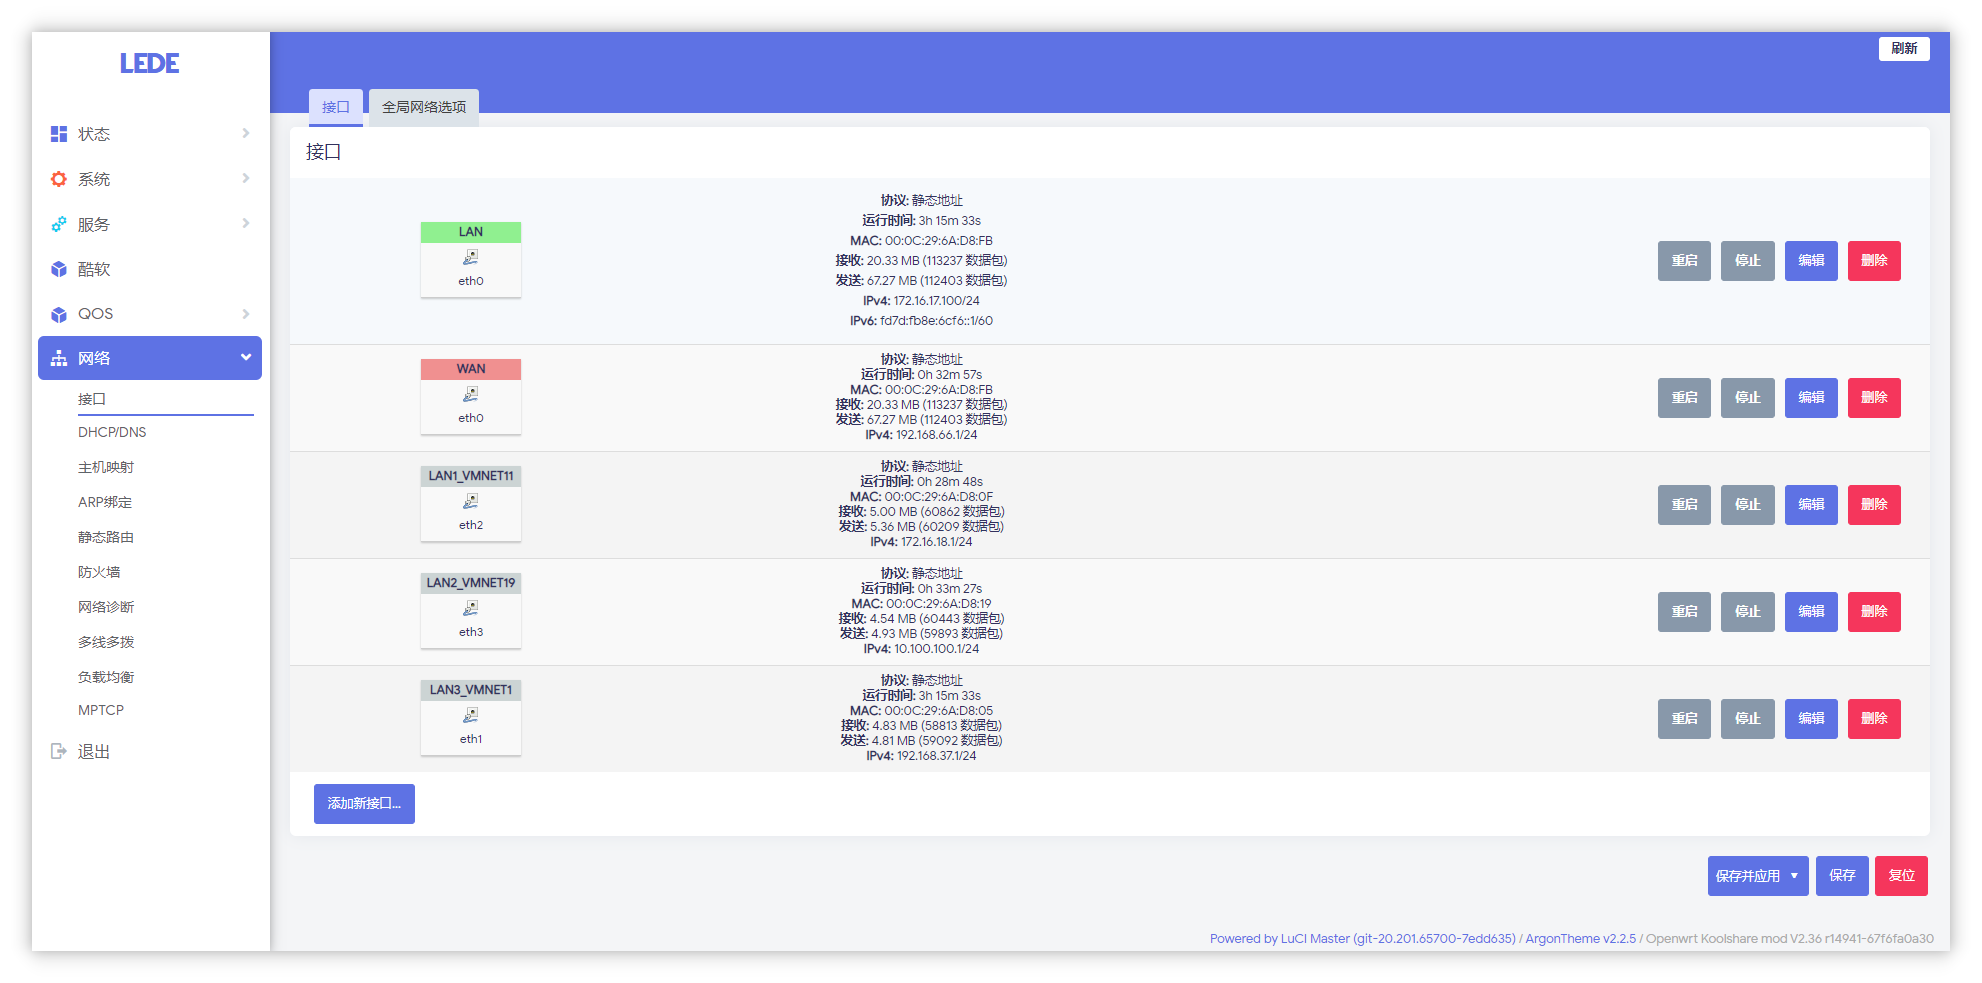 LEDE
刷新
状态
系统
服务
酷软
QOS
网络
接口
DHCP/DNS
主机映射
ARP绑定
静态路由
防火墙
网络诊断
多线多拨
负载均衡
MPTCP
退出
接口
全局网络选项
接口
LAN
eth0
协议: 静态地址
运行时间: 3h 15m 33s
MAC: 00:0C:29:6A:D8:FB
接收: 20.33 MB (113237 数据包)
发送: 67.27 MB (112403 数据包)
IPv4: 172.16.17.100/24
IPv6: fd7d:fb8e:6cf6::1/60
重启 停止 编辑 删除
WAN
eth0
协议: 静态地址
运行时间: 0h 32m 57s
MAC: 00:0C:29:6A:D8:FB
接收: 20.33 MB (113237 数据包)
发送: 67.27 MB (112403 数据包)
IPv4: 192.168.66.1/24
重启 停止 编辑 删除
LAN1_VMNET11
eth2
协议: 静态地址
运行时间: 0h 28m 48s
MAC: 00:0C:29:6A:D8:0F
接收: 5.00 MB (60862 数据包)
发送: 5.36 MB (60209 数据包)
IPv4: 172.16.18.1/24
重启 停止 编辑 删除
LAN2_VMNET19
eth3
协议: 静态地址
运行时间: 0h 33m 27s
MAC: 00:0C:29:6A:D8:19
接收: 4.54 MB (60443 数据包)
发送: 4.93 MB (59893 数据包)
IPv4: 10.100.100.1/24
重启 停止 编辑 删除
LAN3_VMNET1
eth1
协议: 静态地址
运行时间: 3h 15m 33s
MAC: 00:0C:29:6A:D8:05
接收: 4.83 MB (58813 数据包)
发送: 4.81 MB (59092 数据包)
IPv4: 192.168.37.1/24
重启 停止 编辑 删除
添加新接口...
保存并应用 保存 复位
Powered by LuCI Master (git-20.201.65700-7edd635) / ArgonTheme v2.2.5 / Openwrt Koolshare mod V2.36 r14941-67f6fa0a30